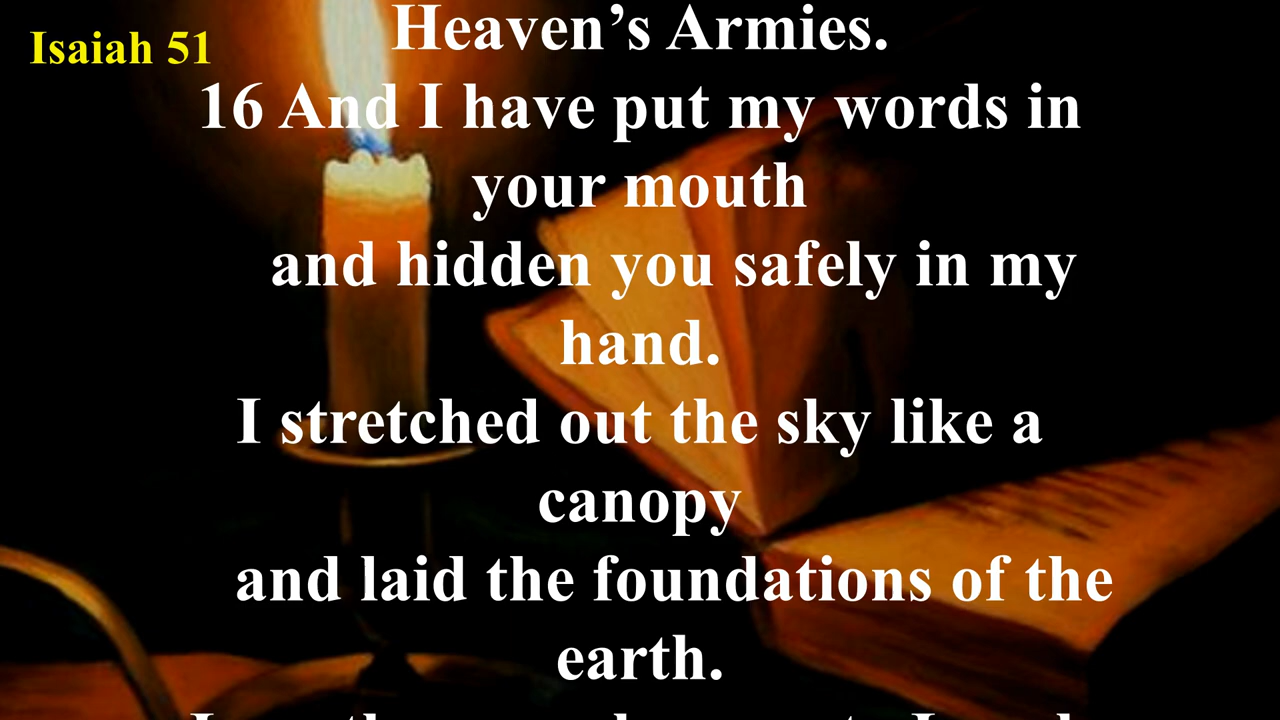 Isaiah 51
Heaven’s Armies.
16 And I have put my words in
your mouth
and hidden you safely in my
hand.
I stretched out the sky like a
canopy
and laid the foundations of the
earth.